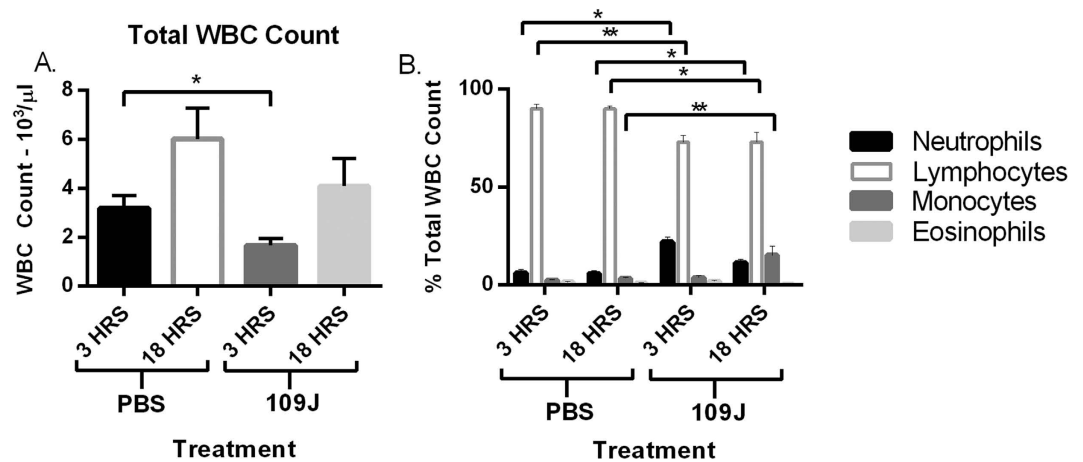 Total WBC Count
A.
WBC Count - 10³/µl
8
6
4
2
0
*
3 HRS
18 HRS
3 HRS
18 HRS
PBS
109J
Treatment
B.
% Total WBC Count
100
50
0
*
**
*
*
**
3 HRS
18 HRS
3 HRS
18 HRS
PBS
109J
Treatment
Neutrophils
Lymphocytes
Monocytes
Eosinophils